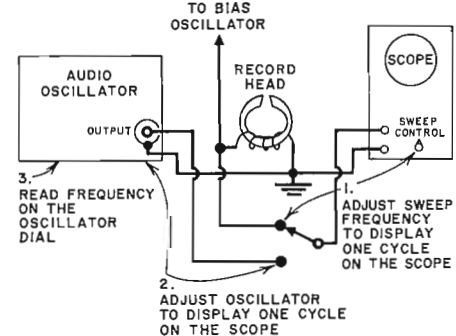 TO BIAS
OSCILLATOR
AUDIO
OSCILLATOR
OUTPUT
RECORD
HEAD
SCOPE
SWEEP
CONTROL
1.
ADJUST SWEEP
FREQUENCY
TO DISPLAY
ONE CYCLE
ON THE SCOPE
2.
ADJUST OSCILLATOR
TO DISPLAY ONE CYCLE
ON THE SCOPE
3.
READ FREQUENCY
ON THE
OSCILLATOR
DIAL